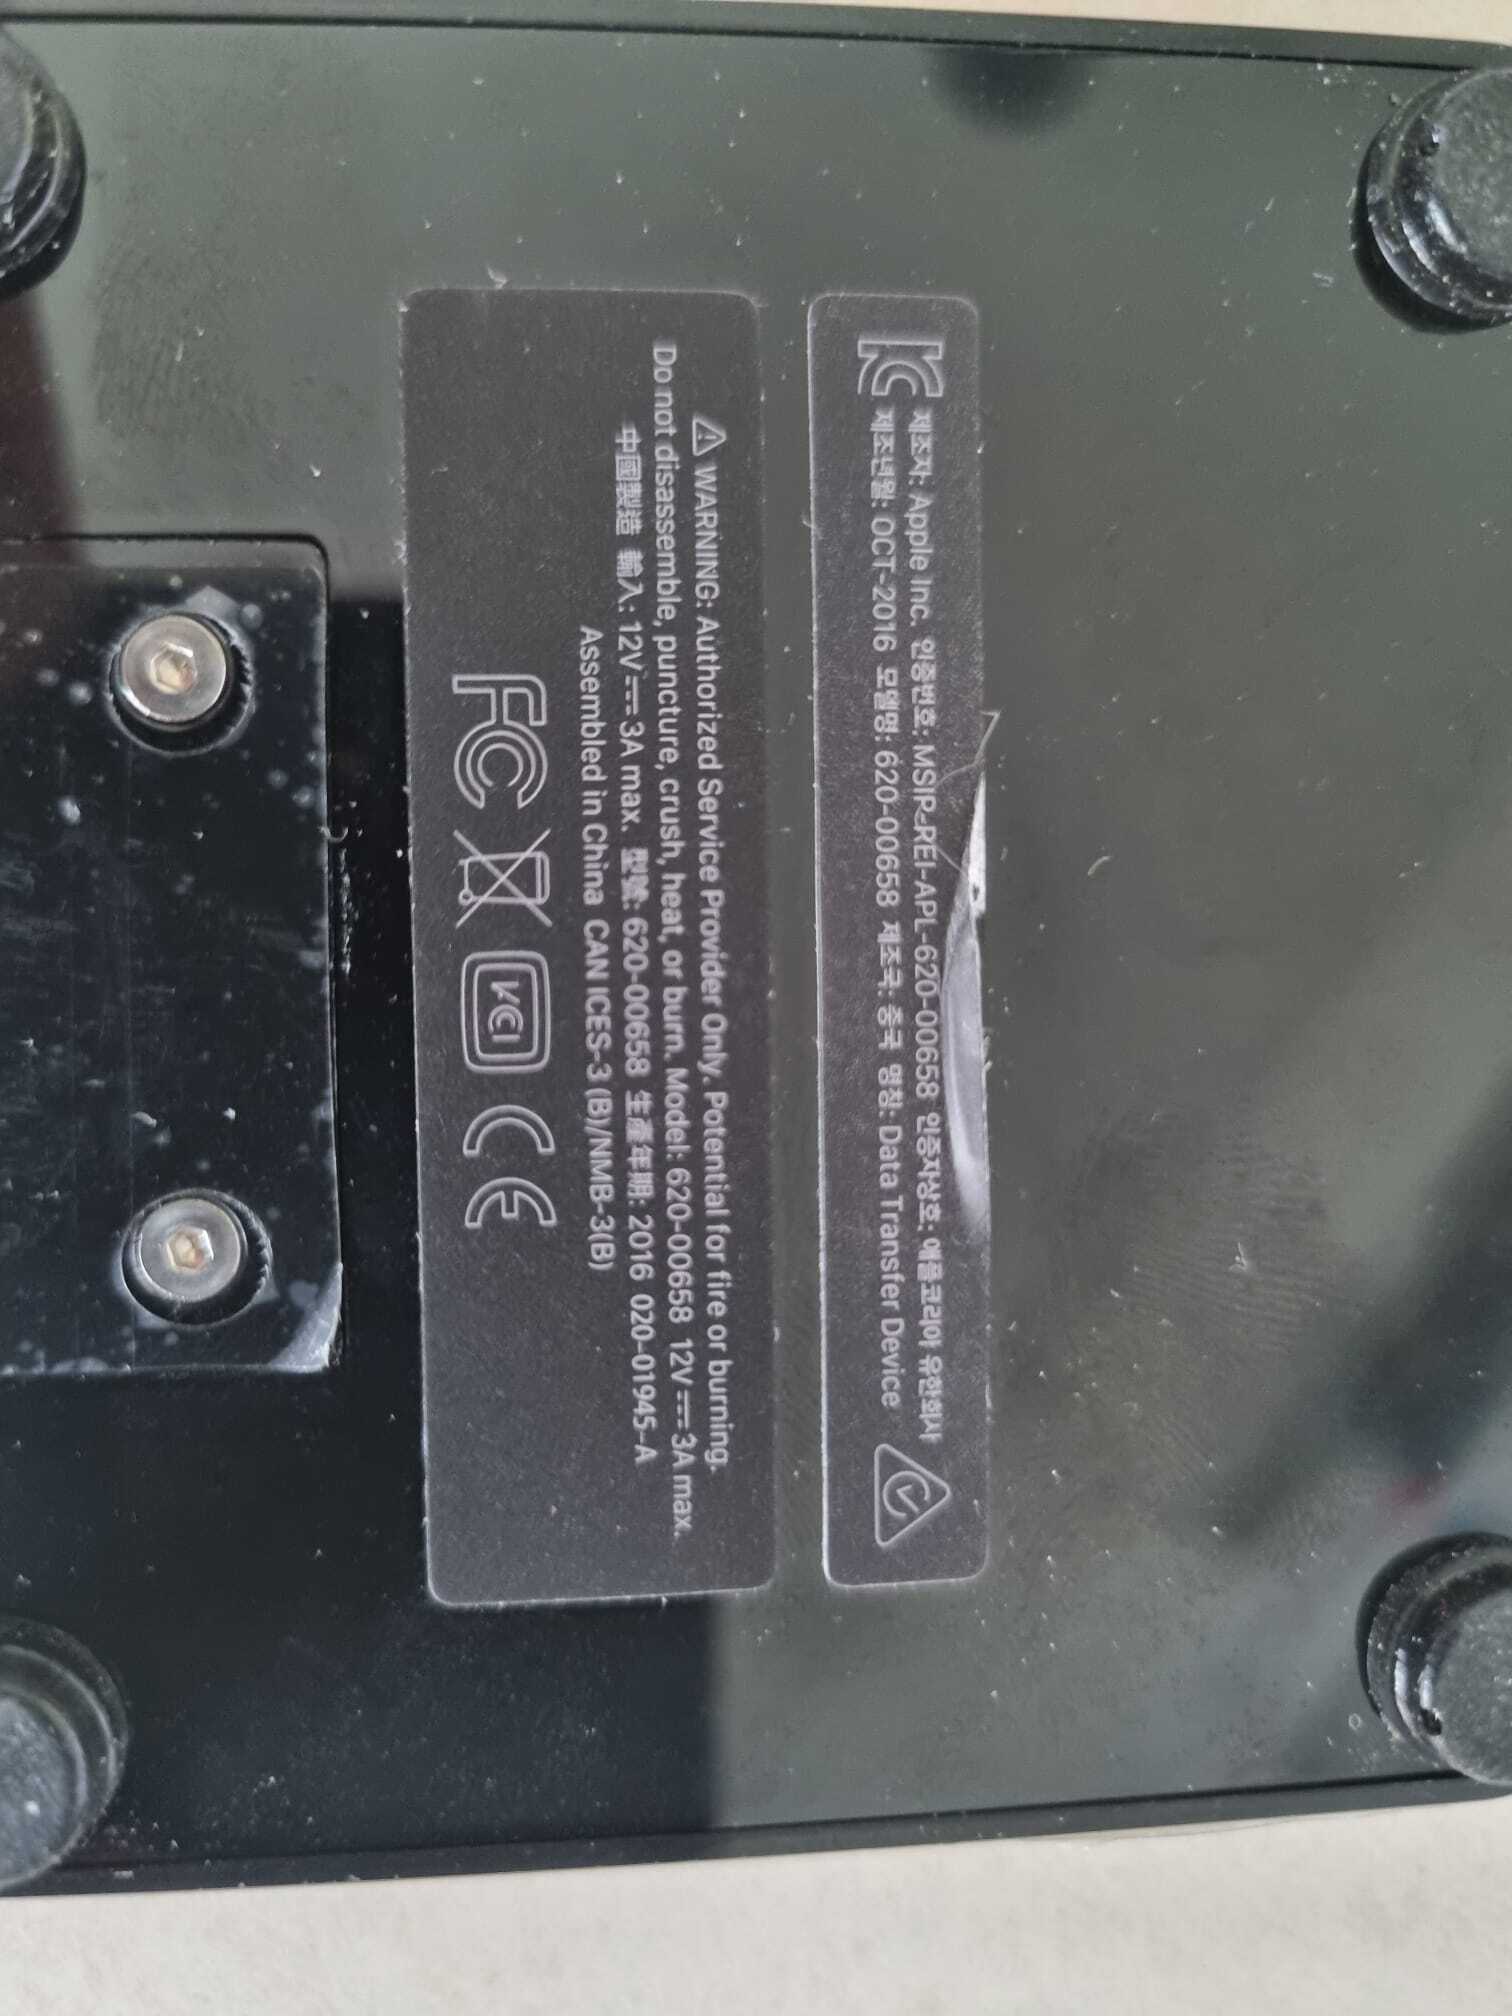 KC 제조자: Apple Inc. 인증번호: MSIP-REI-APL-620-00658 인증자상호: 애플코리아 유한회사
제조년월: OCT-2016 모델명: 620-00658 제조국: 중국 명칭: Data Transfer Device
WARNING: Authorized Service Provider Only. Potential for fire or burning.
Do not disassemble, puncture, crush, heat, or burn. Model: 620-00658 12V⎓3A max.
中國製造 輸入: 12V⎓3A max. 型號: 620-00658 生產年期: 2016 020-01945-A
Assembled in China CAN ICES-3 (B)/NMB-3(B)
FC VCI CE